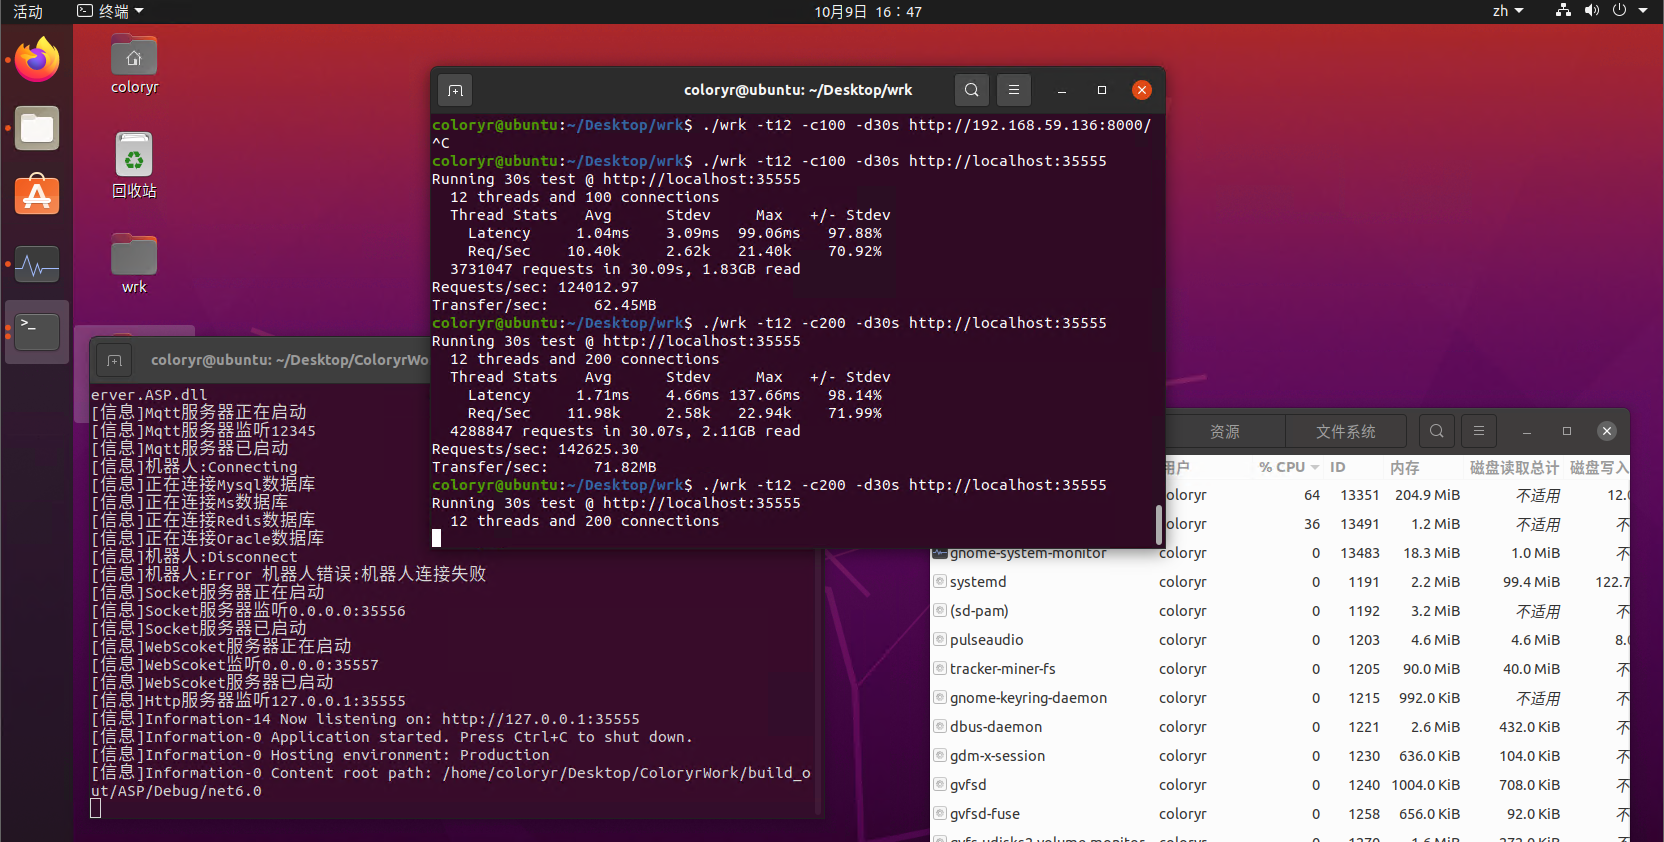 活动
终端
10月9日 16：47
zh
coloryr
回收站
wrk
coloryr@ubuntu: ~/Desktop/wrk
coloryr@ubuntu:~/Desktop/wrk$ ./wrk -t12 -c100 -d30s http://192.168.59.136:8000/
^C
coloryr@ubuntu:~/Desktop/wrk$ ./wrk -t12 -c100 -d30s http://localhost:35555
Running 30s test @ http://localhost:35555
12 threads and 100 connections
Thread Stats Avg Stdev Max +/- Stdev
Latency 1.04ms 3.09ms 99.06ms 97.88%
Req/Sec 10.40k 2.62k 21.40k 70.92%
3731047 requests in 30.09s, 1.83GB read
Requests/sec: 124012.97
Transfer/sec: 62.45MB
coloryr@ubuntu:~/Desktop/wrk$ ./wrk -t12 -c200 -d30s http://localhost:35555
Running 30s test @ http://localhost:35555
12 threads and 200 connections
Thread Stats Avg Stdev Max +/- Stdev
Latency 1.71ms 4.66ms 137.66ms 98.14%
Req/Sec 11.98k 2.58k 22.94k 71.99%
4288847 requests in 30.07s, 2.11GB read
Requests/sec: 142625.30
Transfer/sec: 71.82MB
coloryr@ubuntu:~/Desktop/wrk$ ./wrk -t12 -c200 -d30s http://localhost:35555
Running 30s test @ http://localhost:35555
12 threads and 200 connections
coloryr@ubuntu: ~/Desktop/ColoryrWo
erver.ASP.dll
[信息]Mqtt服务器正在启动
[信息]Mqtt服务器监听12345
[信息]Mqtt服务器已启动
[信息]机器人:Connecting
[信息]正在连接Mysql数据库
[信息]正在连接Ms数据库
[信息]正在连接Redis数据库
[信息]正在连接Oracle数据库
[信息]机器人:Disconnect
[信息]机器人:Error 机器人错误:机器人连接失败
[信息]Socket服务器正在启动
[信息]Socket服务器监听0.0.0.0:35556
[信息]Socket服务器已启动
[信息]WebScoket服务器正在启动
[信息]WebScoket监听0.0.0.0:35557
[信息]WebScoket服务器已启动
[信息]Http服务器监听127.0.0.1:35555
[信息]Information-14 Now listening on: http://127.0.0.1:35555
[信息]Information-0 Application started. Press Ctrl+C to shut down.
[信息]Information-0 Hosting environment: Production
[信息]Information-0 Content root path: /home/coloryr/Desktop/ColoryrWork/build_o
ut/ASP/Debug/net6.0
资源 文件系统
用户 % CPU ID 内存 磁盘读取总计 磁盘写入
coloryr 64 13351 204.9 MiB 不适用 12.0
coloryr 36 13491 1.2 MiB 不适用 不
gnome-system-monitor coloryr 0 13483 18.3 MiB 1.0 MiB 不
systemd coloryr 0 1191 2.2 MiB 99.4 MiB 122.7
(sd-pam) coloryr 0 1192 3.2 MiB 不适用 不
pulseaudio coloryr 0 1203 4.6 MiB 4.6 MiB 8.0
tracker-miner-fs coloryr 0 1205 90.0 MiB 40.0 MiB 不
gnome-keyring-daemon coloryr 0 1215 992.0 KiB 不适用 不
dbus-daemon coloryr 0 1221 2.6 MiB 432.0 KiB 不
gdm-x-session coloryr 0 1230 636.0 KiB 104.0 KiB 不
gvfsd coloryr 0 1240 1004.0 KiB 708.0 KiB 不
gvfsd-fuse coloryr 0 1258 656.0 KiB 92.0 KiB 不